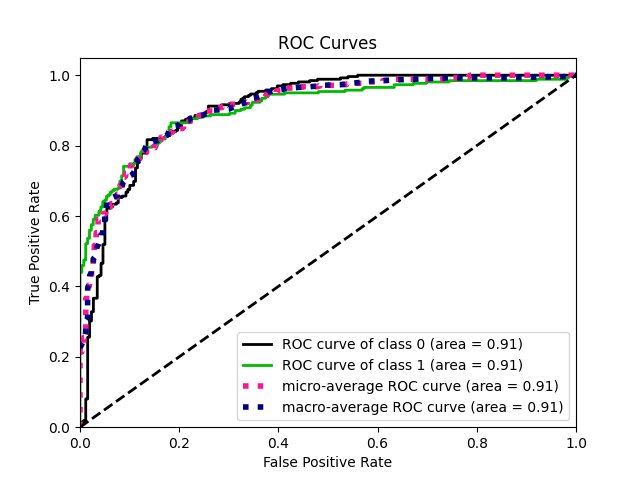 ROC Curves
True Positive Rate
1.0
0.8
0.6
0.4
0.2
0.0
ROC curve of class 0 (area = 0.91)
ROC curve of class 1 (area = 0.91)
micro-average ROC curve (area = 0.91)
macro-average ROC curve (area = 0.91)
0.0 0.2 0.4 0.6 0.8 1.0
False Positive Rate